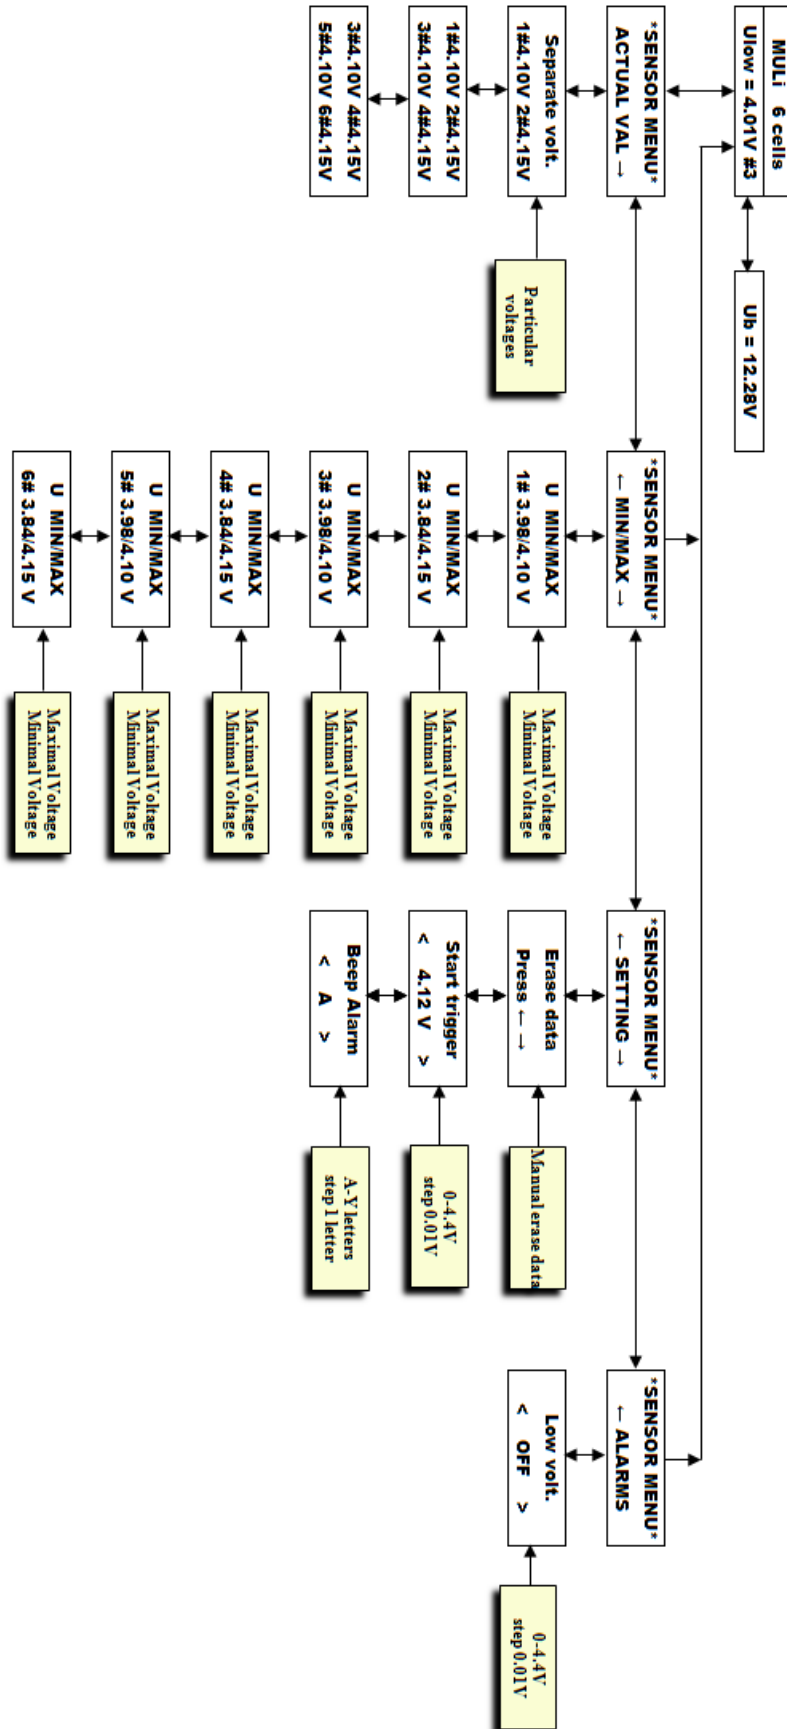 MULi 6 cells
Ulow = 4.01V #3
Ub = 12.28V
*SENSOR MENU*
ACTUAL VAL →
Separate volt.
1#4.10V 2#4.15V
Particular
voltages
1#4.10V 2#4.15V
3#4.10V 4#4.15V
3#4.10V 4#4.15V
5#4.10V 6#4.15V
*SENSOR MENU*
← MIN/MAX →
U MIN/MAX
1# 3.98/4.10 V
Maximal Voltage
Minimal Voltage
U MIN/MAX
2# 3.84/4.15 V
Maximal Voltage
Minimal Voltage
U MIN/MAX
3# 3.98/4.10 V
Maximal Voltage
Minimal Voltage
U MIN/MAX
4# 3.84/4.15 V
Maximal Voltage
Minimal Voltage
U MIN/MAX
5# 3.98/4.10 V
Maximal Voltage
Minimal Voltage
U MIN/MAX
6# 3.84/4.15 V
Maximal Voltage
Minimal Voltage
*SENSOR MENU*
← SETTING →
Erase data
Press ← →
Manual erase data
Start trigger
< 4.12 V >
0-4.4V
step 0.01V
Beep Alarm
< A >
A-Y letters
step 1 letter
*SENSOR MENU*
← ALARMS
Low volt.
< OFF >
0-4.4V
step 0.01V